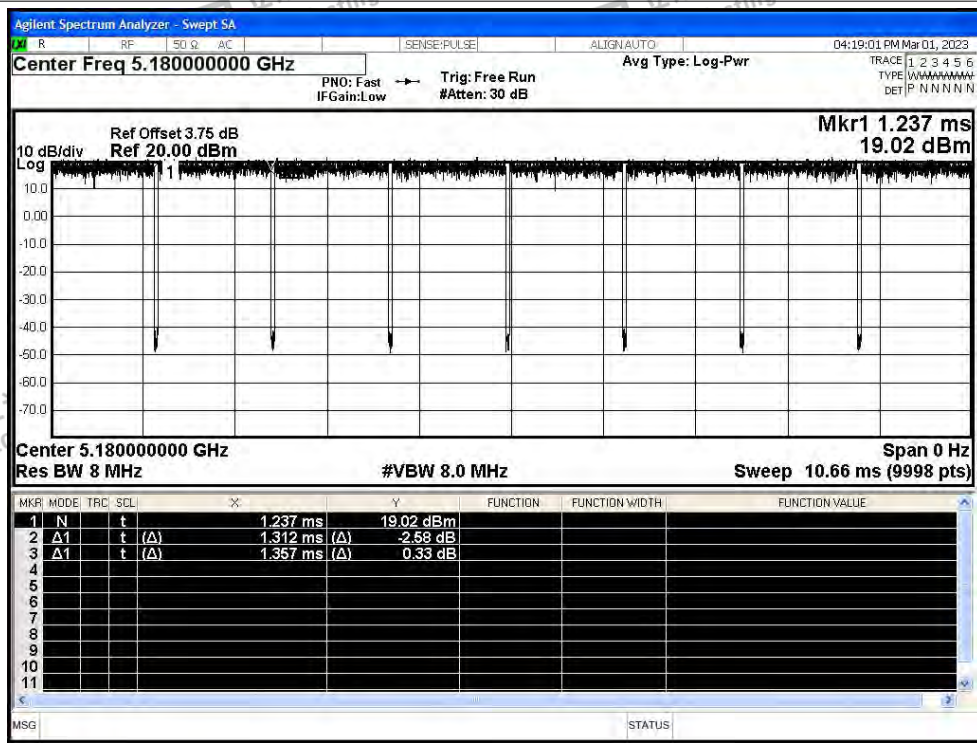 Agilent Spectrum Analyzer - Swept SA
R RF 50 Ω AC SENSE:PULSE ALIGN AUTO 04:19:01 PM Mar 01, 2023
Center Freq 5.180000000 GHz
PNO: Fast
IFGain:Low
Trig: Free Run
#Atten: 30 dB
Avg Type: Log-Pwr
TRACE 1 2 3 4 5 6
TYPE
DET P N N N N N
Mkr1 1.237 ms
19.02 dBm
Ref Offset 3.75 dB
10 dB/div Ref 20.00 dBm
Log
1
10.0
0.00
-10.0
-20.0
-30.0
-40.0
-50.0
-60.0
-70.0
Center 5.180000000 GHz Span 0 Hz
Res BW 8 MHz #VBW 8.0 MHz Sweep 10.66 ms (9998 pts)
MKR MODE TRC SCL X Y FUNCTION FUNCTION WIDTH FUNCTION VALUE
1 N t 1.237 ms 19.02 dBm
2 Δ1 t (Δ) 1.312 ms (Δ) -2.58 dB
3 Δ1 t (Δ) 1.357 ms (Δ) 0.33 dB
4
5
6
7
8
9
10
11
MSG STATUS